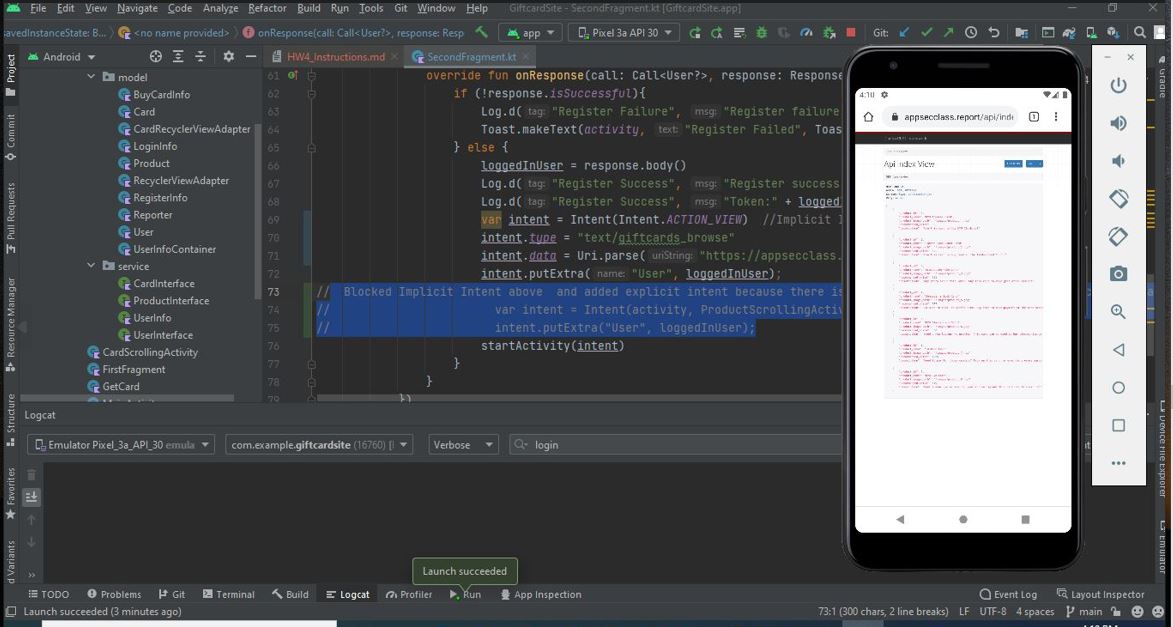 File Edit View Navigate Code Analyze Refactor Build Run Tools Git Window Help GiftcardSite - SecondFragment.kt [GiftcardSite.app]
savedInstanceState: B... <no name provided> onResponse(call: Call<User?>, response: Respo
app Pixel 3a API 30 Git:
Android
HW4_Instructions.md SecondFragment.kt
Project
Commit
Pull Requests
Resource Manager
Structure
Favorites
d Variants
Gradle
Device File Explorer
Emulator
model
BuyCardInfo
Card
CardRecyclerViewAdapter
LoginInfo
Product
RecyclerViewAdapter
RegisterInfo
Reporter
User
UserInfoContainer
service
CardInterface
ProductInterface
UserInfo
UserInterface
CardScrollingActivity
FirstFragment
GetCard
61 override fun onResponse(call: Call<User?>, response: Response
62 if (!response.isSuccessful){
63 Log.d( tag: "Register Failure", msg: "Register failure
64 Toast.makeText(activity, text: "Register Failed", Toas
65 } else {
66 loggedInUser = response.body()
67 Log.d( tag: "Register Success", msg: "Register success
68 Log.d( tag: "Register Success", msg: "Token:" + logged
69 var intent = Intent(Intent.ACTION_VIEW) //Implicit I
70 intent.type = "text/giftcards_browse"
71 intent.data = Uri.parse( uriString: "https://appsecclass.
72 intent.putExtra( name: "User", loggedInUser);
73 // Blocked Implicit Intent above and added explicit intent because there is
74 // var intent = Intent(activity, ProductScrollingActiv
75 // intent.putExtra("User", loggedInUser);
76 startActivity(intent)
77 }
78 }
79 })
4:10
appsecclass.report/api/inde
Api Index View
Logcat
Emulator Pixel_3a_API_30 emula com.example.giftcardsite (16760) [ Verbose login
Launch succeeded
TODO Problems Git Terminal Build Logcat Profiler Run App Inspection Event Log Layout Inspector
Launch succeeded (3 minutes ago) 73:1 (300 chars, 2 line breaks) LF UTF-8 4 spaces main